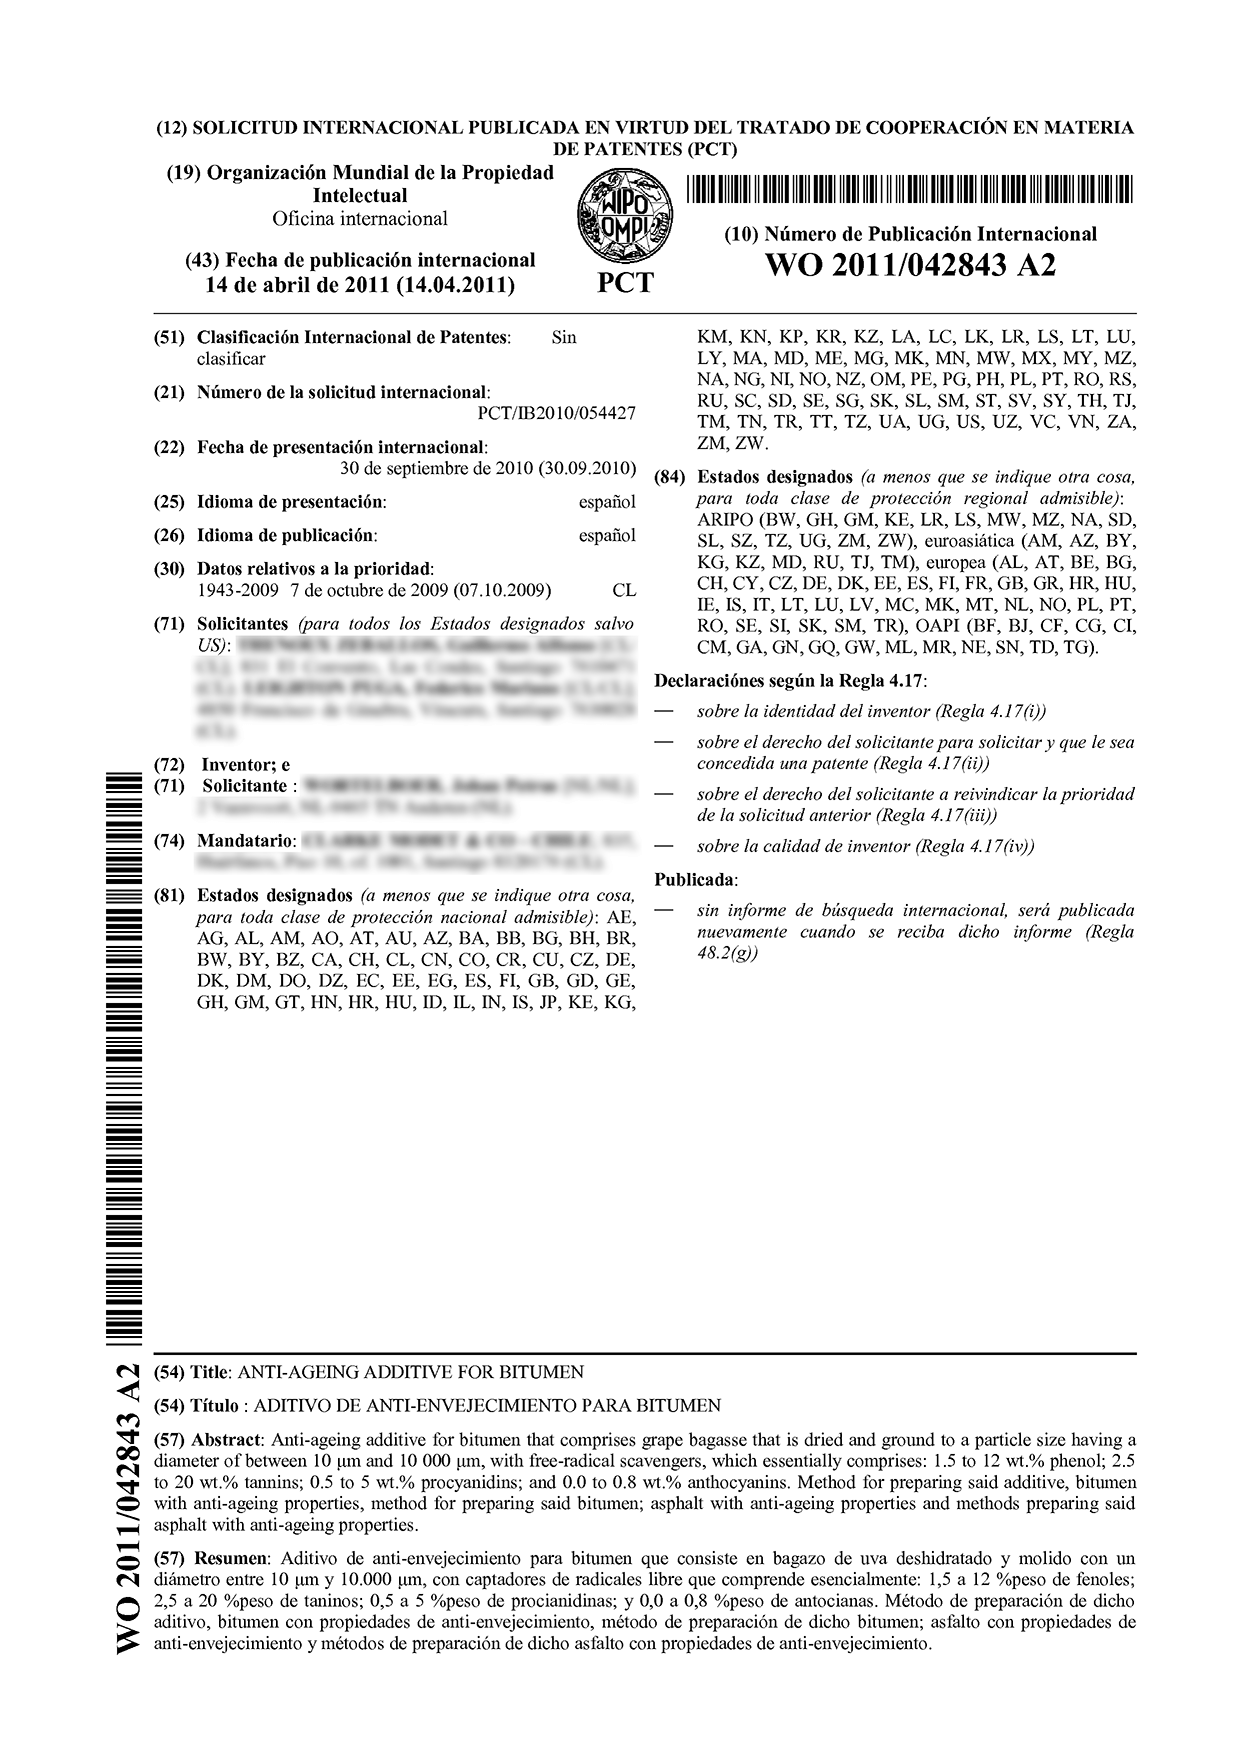 (12) SOLICITUD INTERNACIONAL PUBLICADA EN VIRTUD DEL TRATADO DE COOPERACIÓN EN MATERIA
DE PATENTES (PCT)
(19) Organización Mundial de la Propiedad
Intelectual
Oficina internacional
(43) Fecha de publicación internacional
14 de abril de 2011 (14.04.2011)
WIPO
OMPI
PCT
(10) Número de Publicación Internacional
WO 2011/042843 A2
(51) Clasificación Internacional de Patentes: Sin
clasificar
(21) Número de la solicitud internacional:
PCT/IB2010/054427
(22) Fecha de presentación internacional:
30 de septiembre de 2010 (30.09.2010)
(25) Idioma de presentación: español
(26) Idioma de publicación: español
(30) Datos relativos a la prioridad:
1943-2009 7 de octubre de 2009 (07.10.2009) CL
(71) Solicitantes (para todos los Estados designados salvo
US):
(72) Inventor; e
(71) Solicitante :
(74) Mandatario:
(81) Estados designados (a menos que se indique otra cosa,
para toda clase de protección nacional admisible): AE,
AG, AL, AM, AO, AT, AU, AZ, BA, BB, BG, BH, BR,
BW, BY, BZ, CA, CH, CL, CN, CO, CR, CU, CZ, DE,
DK, DM, DO, DZ, EC, EE, EG, ES, FI, GB, GD, GE,
GH, GM, GT, HN, HR, HU, ID, IL, IN, IS, JP, KE, KG,
KM, KN, KP, KR, KZ, LA, LC, LK, LR, LS, LT, LU,
LY, MA, MD, ME, MG, MK, MN, MW, MX, MY, MZ,
NA, NG, NI, NO, NZ, OM, PE, PG, PH, PL, PT, RO, RS,
RU, SC, SD, SE, SG, SK, SL, SM, ST, SV, SY, TH, TJ,
TM, TN, TR, TT, TZ, UA, UG, US, UZ, VC, VN, ZA,
ZM, ZW.
(84) Estados designados (a menos que se indique otra cosa,
para toda clase de protección regional admisible):
ARIPO (BW, GH, GM, KE, LR, LS, MW, MZ, NA, SD,
SL, SZ, TZ, UG, ZM, ZW), euroasiática (AM, AZ, BY,
KG, KZ, MD, RU, TJ, TM), europea (AL, AT, BE, BG,
CH, CY, CZ, DE, DK, EE, ES, FI, FR, GB, GR, HR, HU,
IE, IS, IT, LT, LU, LV, MC, MK, MT, NL, NO, PL, PT,
RO, SE, SI, SK, SM, TR), OAPI (BF, BJ, CF, CG, CI,
CM, GA, GN, GQ, GW, ML, MR, NE, SN, TD, TG).
Declaraciónes según la Regla 4.17:
— sobre la identidad del inventor (Regla 4.17(i))
— sobre el derecho del solicitante para solicitar y que le sea
concedida una patente (Regla 4.17(ii))
— sobre el derecho del solicitante a reivindicar la prioridad
de la solicitud anterior (Regla 4.17(iii))
— sobre la calidad de inventor (Regla 4.17(iv))
Publicada:
— sin informe de búsqueda internacional, será publicada
nuevamente cuando se reciba dicho informe (Regla
48.2(g))
WO 2011/042843 A2
(54) Title: ANTI-AGEING ADDITIVE FOR BITUMEN
(54) Título : ADITIVO DE ANTI-ENVEJECIMIENTO PARA BITUMEN
(57) Abstract: Anti-ageing additive for bitumen that comprises grape bagasse that is dried and ground to a particle size having a
diameter of between 10 μm and 10 000 μm, with free-radical scavengers, which essentially comprises: 1.5 to 12 wt.% phenol; 2.5
to 20 wt.% tannins; 0.5 to 5 wt.% procyanidins; and 0.0 to 0.8 wt.% anthocyanins. Method for preparing said additive, bitumen
with anti-ageing properties, method for preparing said bitumen; asphalt with anti-ageing properties and methods preparing said
asphalt with anti-ageing properties.
(57) Resumen: Aditivo de anti-envejecimiento para bitumen que consiste en bagazo de uva deshidratado y molido con un
diámetro entre 10 μm y 10.000 μm, con captadores de radicales libre que comprende esencialmente: 1,5 a 12 %peso de fenoles;
2,5 a 20 %peso de taninos; 0,5 a 5 %peso de procianidinas; y 0,0 a 0,8 %peso de antocianas. Método de preparación de dicho
aditivo, bitumen con propiedades de anti-envejecimiento, método de preparación de dicho bitumen; asfalto con propiedades de
anti-envejecimiento y métodos de preparación de dicho asfalto con propiedades de anti-envejecimiento.